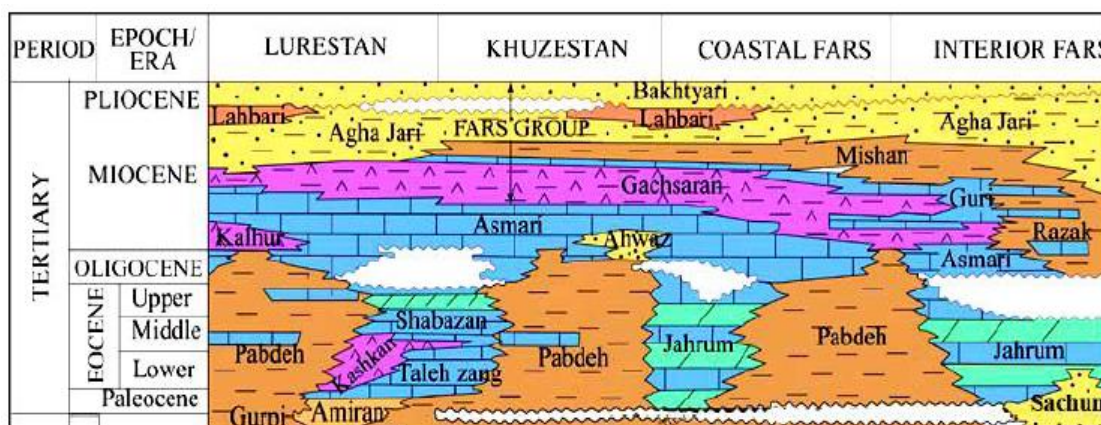 PERIOD
EPOCH/
ERA
LURESTAN
KHUZESTAN
COASTAL FARS
INTERIOR FARS
TERTIARY
PLIOCENE
MIOCENE
OLIGOCENE
EOCENE
Upper
Middle
Lower
Paleocene
Bakhtyari
Lahbari
Lahbari
Agha Jari
FARS GROUP
Agha Jari
Mishan
Gachsaran
Guri
Asmari
Kalhur
Ahwaz
Razak
Asmari
Shabazan
Pabdeh
Kashkan
Pabdeh
Jahrum
Pabdeh
Jahrum
Taleh zang
Amiran
Gurpi
Sachun